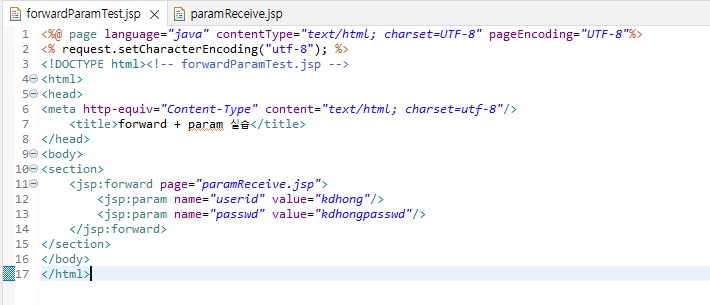 forwardParamTest.jsp paramReceive.jsp
1 <%@ page language="java" contentType="text/html; charset=UTF-8" pageEncoding="UTF-8"%>
2 <% request.setCharacterEncoding("utf-8"); %>
3 <!DOCTYPE html><!-- forwardParamTest.jsp -->
4 <html>
5 <head>
6 <meta http-equiv="Content-Type" content="text/html; charset=utf-8"/>
7 <title>forward + param 실습</title>
8 </head>
9 <body>
10 <section>
11 <jsp:forward page="paramReceive.jsp">
12 <jsp:param name="userid" value="kdhong"/>
13 <jsp:param name="passwd" value="kdhongpasswd"/>
14 </jsp:forward>
15 </section>
16 </body>
17 </html>